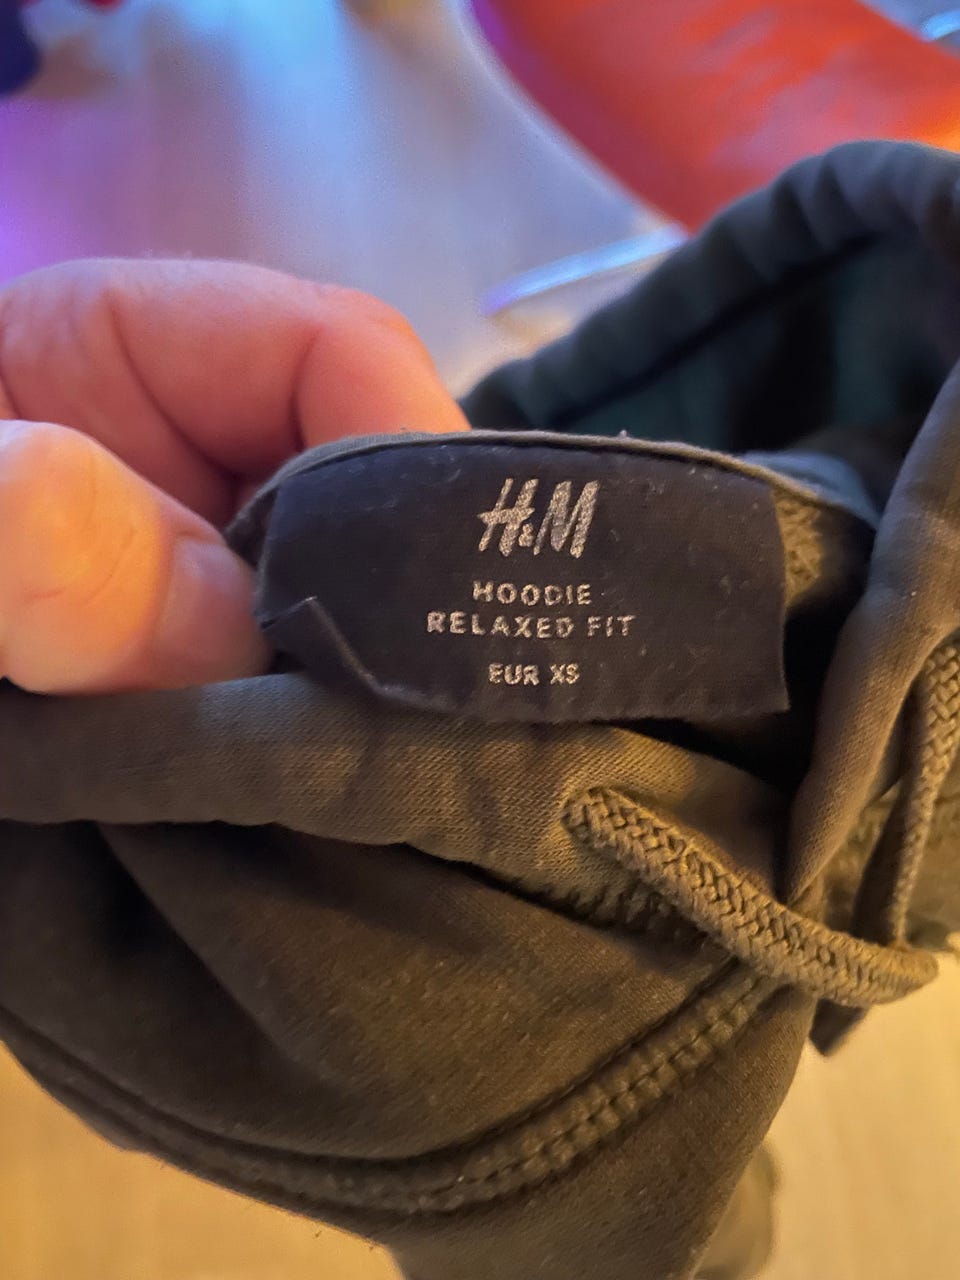 H&M
HOODIE
RELAXED FIT
EUR XS